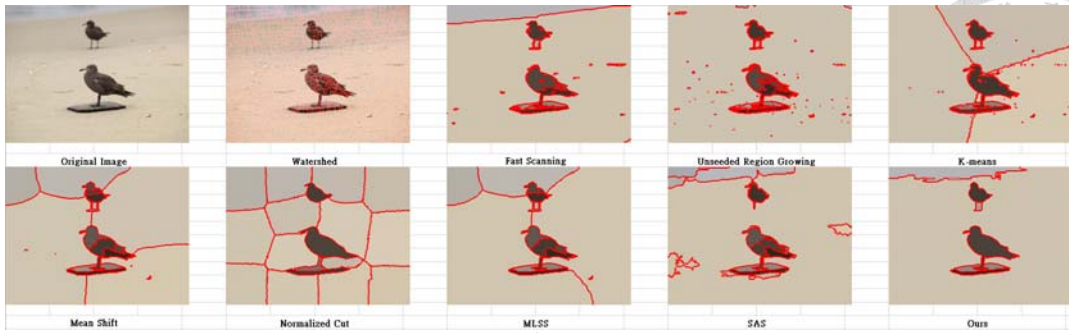 Original Image
Watershed
Fast Scanning
Unseeded Region Growing
K-means
Mean Shift
Normalized Cut
MLSS
SAS
Ours